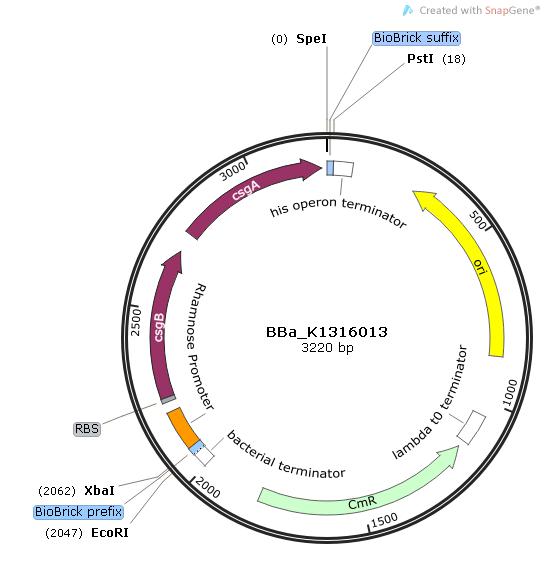 Created with SnapGene®
(0) SpeI
BioBrick suffix
PstI (18)
3000
csgA
his operon terminator
500
ori
2500
csgB
Rhamnose Promoter
BBa_K1316013
3220 bp
1000
lambda t0 terminator
RBS
bacterial terminator
2000
(2062) XbaI
BioBrick prefix
(2047) EcoRI
CmR
1500